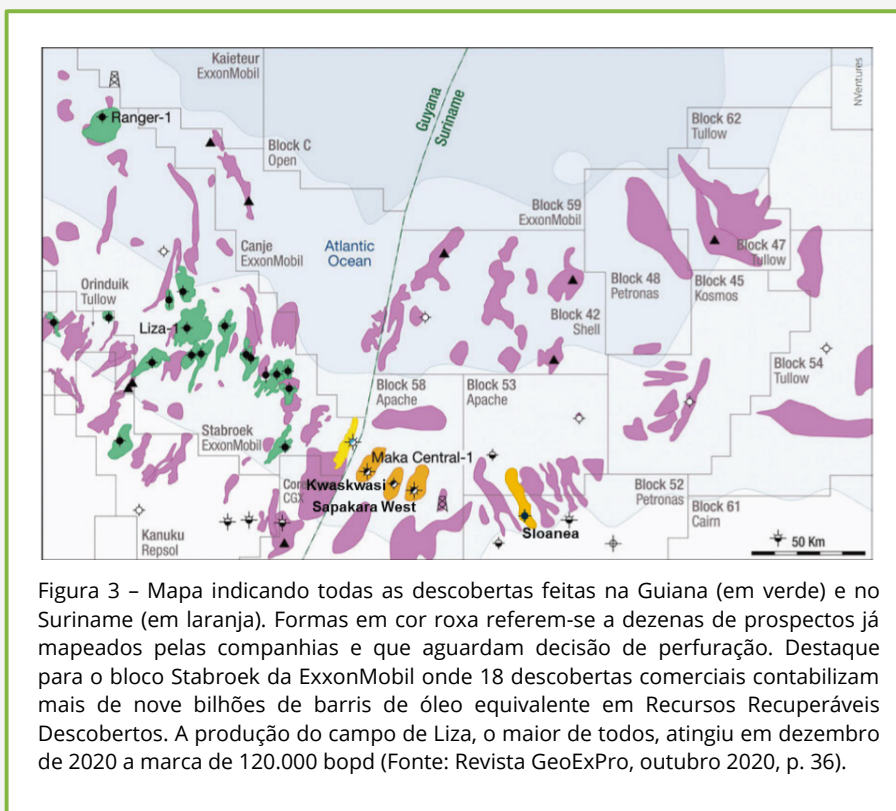 Kaieteur
ExxonMobil
NVentures
Ranger-1
Guyana
Suriname
Block C
Open
Block 62
Tullow
Block 59
ExxonMobil
Canje
ExxonMobil
Atlantic
Ocean
Block 47
Tullow
Orinduik
Tullow
Block 48
Petronas
Block 45
Kosmos
Liza-1
Block 42
Shell
Block 54
Tullow
Block 58
Apache
Block 53
Apache
Stabroek
ExxonMobil
Maka Central-1
Kwaskwasi
CGX
Sapakara West
Block 52
Petronas
Block 61
Cairn
Sloanea
Kanuku
Repsol
50 Km
Figura 3 – Mapa indicando todas as descobertas feitas na Guiana (em verde) e no
Suriname (em laranja). Formas em cor roxa referem-se a dezenas de prospectos já
mapeados pelas companhias e que aguardam decisão de perfuração. Destaque
para o bloco Stabroek da ExxonMobil onde 18 descobertas comerciais contabilizam
mais de nove bilhões de barris de óleo equivalente em Recursos Recuperáveis
Descobertos. A produção do campo de Liza, o maior de todos, atingiu em dezembro
de 2020 a marca de 120.000 bopd (Fonte: Revista GeoExPro, outubro 2020, p. 36).